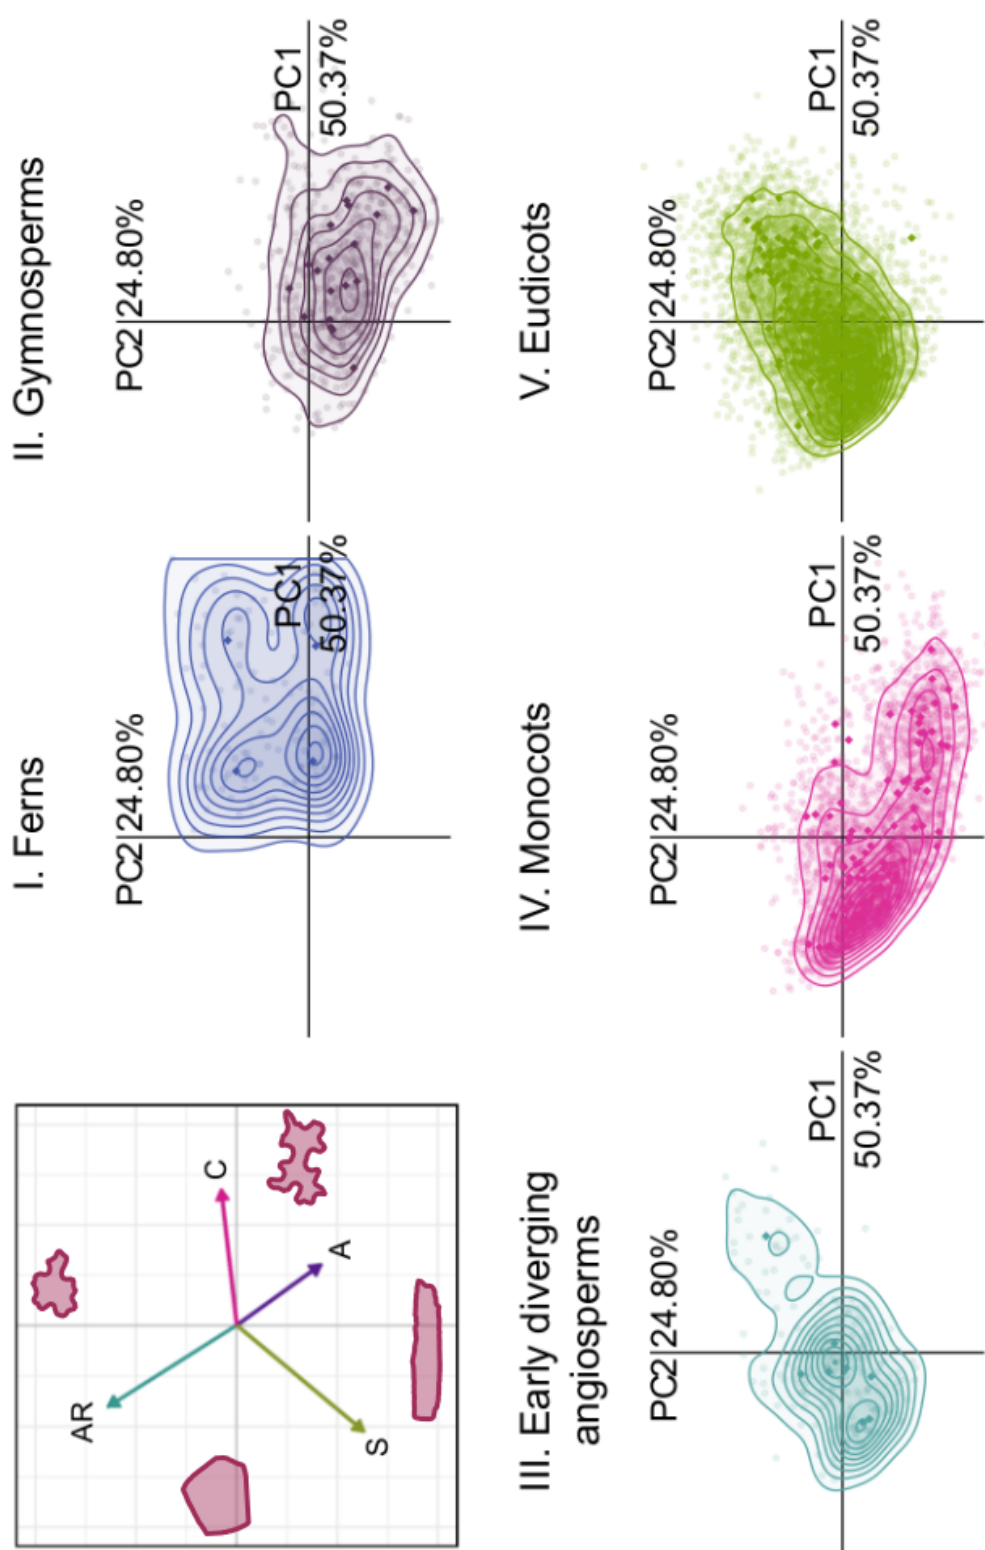 AR
C
A
S
I. Ferns
PC2
24.80%
PC1
50.37%
II. Gymnosperms
PC2
24.80%
PC1
50.37%
III. Early diverging
angiosperms
PC2
24.80%
PC1
50.37%
IV. Monocots
PC2
24.80%
PC1
50.37%
V. Eudicots
PC2
24.80%
PC1
50.37%